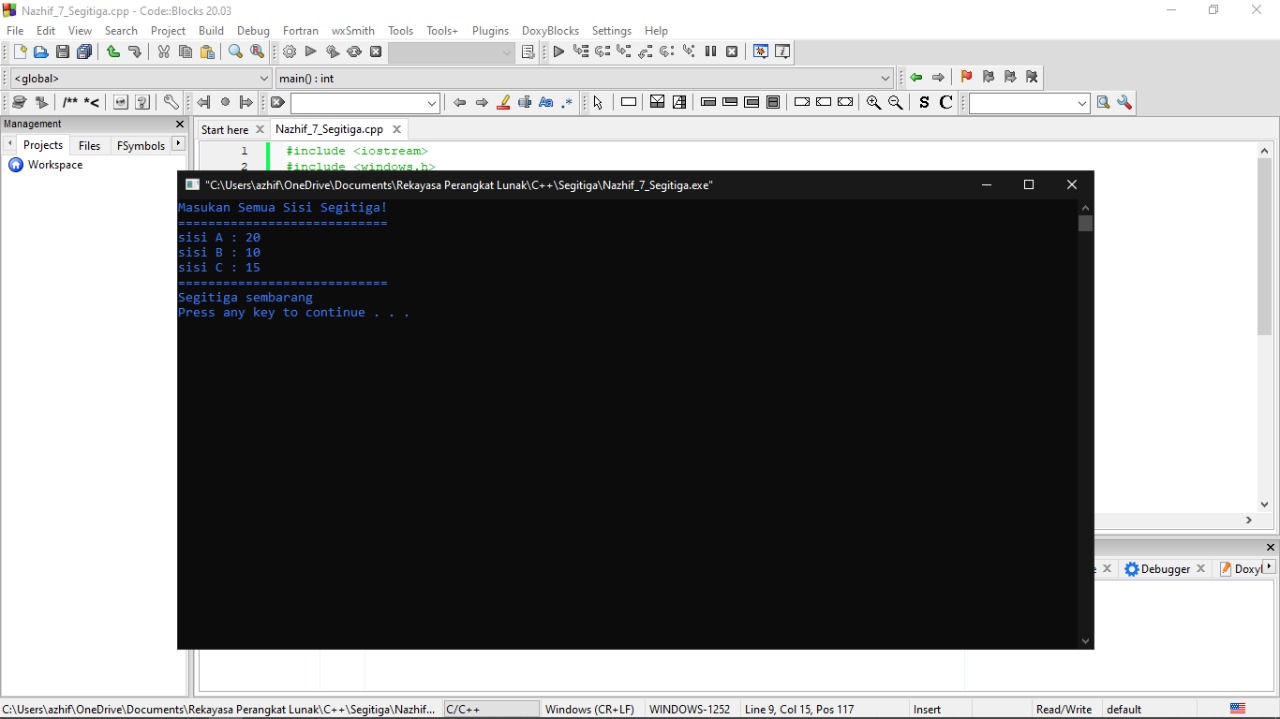 Nazhif_7_Segitiga.cpp - Code::Blocks 20.03
File Edit View Search Project Build Debug Fortran wxSmith Tools Tools+ Plugins DoxyBlocks Settings Help
<global> main() : int
/** *< Aa .* S C
Management
Projects Files FSymbols
Workspace
Start here Nazhif_7_Segitiga.cpp
1 #include <iostream>
2 #include <windows.h>
"C:\Users\azhif\OneDrive\Documents\Rekayasa Perangkat Lunak\C++\Segitiga\Nazhif_7_Segitiga.exe"
Masukan Semua Sisi Segitiga!
============================
sisi A : 20
sisi B : 10
sisi C : 15
============================
Segitiga sembarang
Press any key to continue . . .
Debugger Doxyl
C:\Users\azhif\OneDrive\Documents\Rekayasa Perangkat Lunak\C++\Segitiga\Nazhif... C/C++ Windows (CR+LF) WINDOWS-1252 Line 9, Col 15, Pos 117 Insert Read/Write default